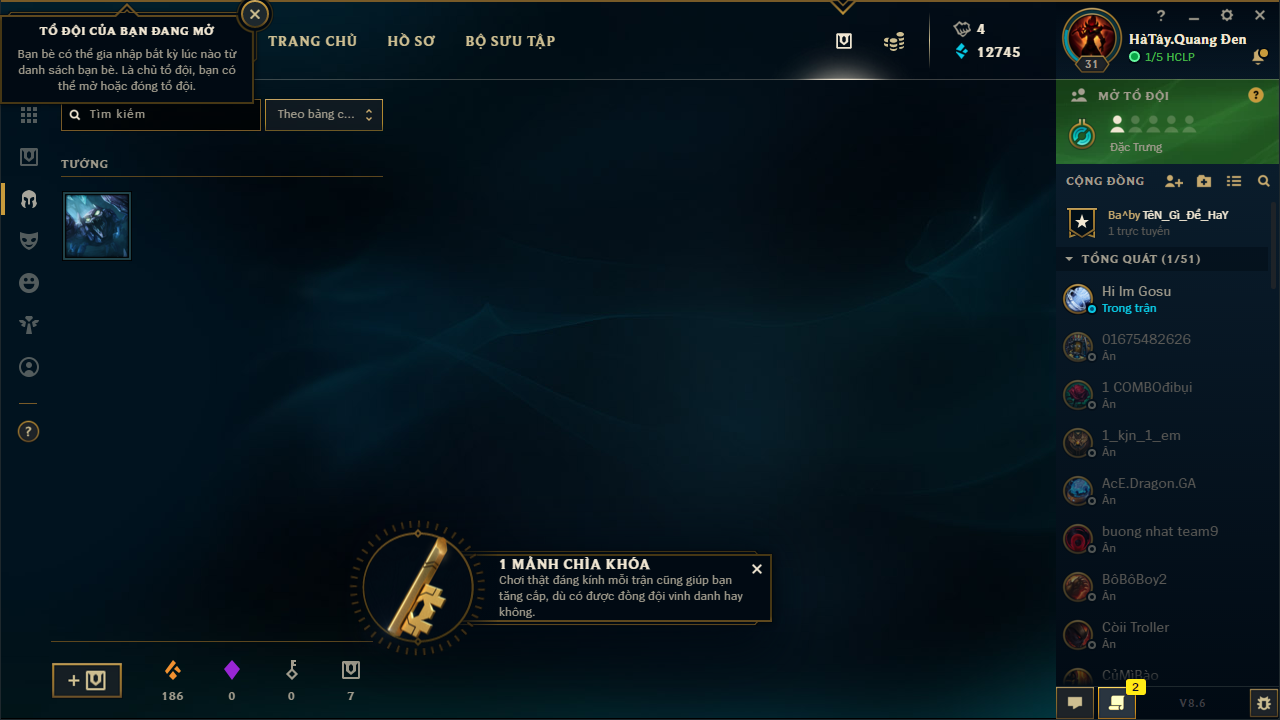 TỔ ĐỘI CỦA BẠN ĐANG MỞ
Bạn bè có thể gia nhập bất kỳ lúc nào từ
danh sách bạn bè. Là chủ tổ đội, bạn có
thể mở hoặc đóng tổ đội.
TRANG CHỦ
HỒ SƠ
BỘ SƯU TẬP
4
12745
?
HàTây.Quang Đen
1/5 HCLP
31
MỞ TỔ ĐỘI
?
Đặc Trưng
Tìm kiếm
Theo bảng c...
TƯỚNG
CỘNG ĐỒNG
Ba^by TêN_Gì_Để_HaY
1 trực tuyến
TỔNG QUÁT (1/51)
Hi Im Gosu
Trong trận
01675482626
Ẩn
1 COMBOđibụi
Ẩn
1_kjn_1_em
Ẩn
AcE.Dragon.GA
Ẩn
buong nhat team9
Ẩn
BôBôBoy2
Ẩn
Còii Troller
Ẩn
CủMìBào
?
1 MẢNH CHÌA KHÓA
Chơi thật đáng kính mỗi trận cũng giúp bạn
tăng cấp, dù có được đồng đội vinh danh hay
không.
186
0
0
7
2
V8.6